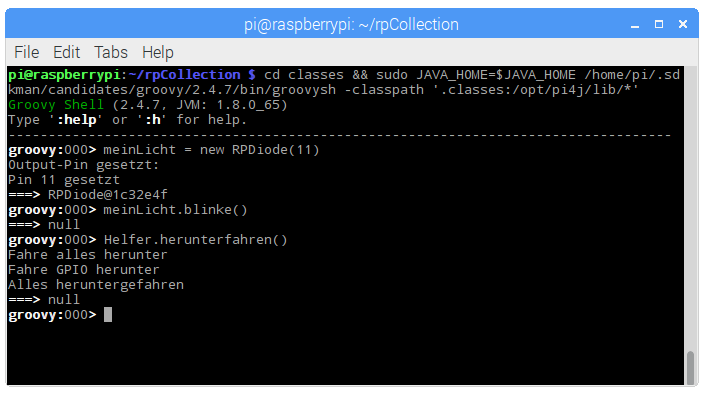 pi@raspberrypi: ~/rpCollection
File Edit Tabs Help
pi@raspberrypi:~/rpCollection $ cd classes && sudo JAVA_HOME=$JAVA_HOME /home/pi/.sd
kman/candidates/groovy/2.4.7/bin/groovysh -classpath '.classes:/opt/pi4j/lib/*'
Groovy Shell (2.4.7, JVM: 1.8.0_65)
Type ':help' or ':h' for help.
-------------------------------------------------------------------------------
groovy:000> meinLicht = new RPDiode(11)
Output-Pin gesetzt:
Pin 11 gesetzt
===> RPDiode@1c32e4f
groovy:000> meinLicht.blinke()
===> null
groovy:000> Helfer.herunterfahren()
Fahre alles herunter
Fahre GPIO herunter
Alles heruntergefahren
===> null
groovy:000>